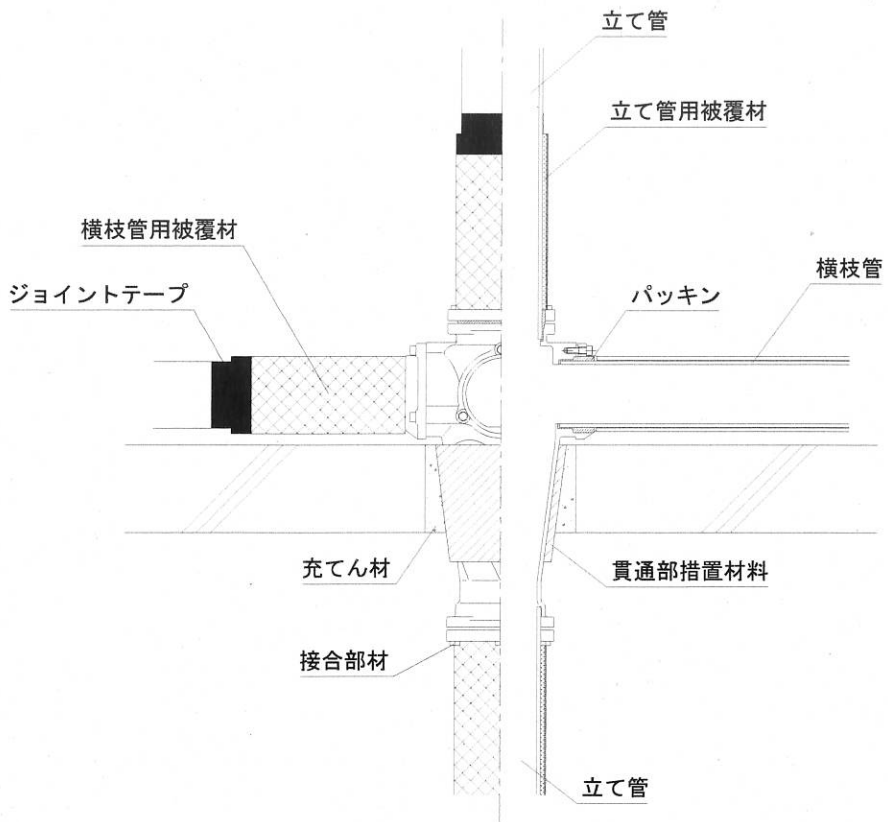 立て管
立て管用被覆材
横枝管用被覆材
横枝管
ジョイントテープ
パッキン
充てん材
貫通部措置材料
接合部材
立て管